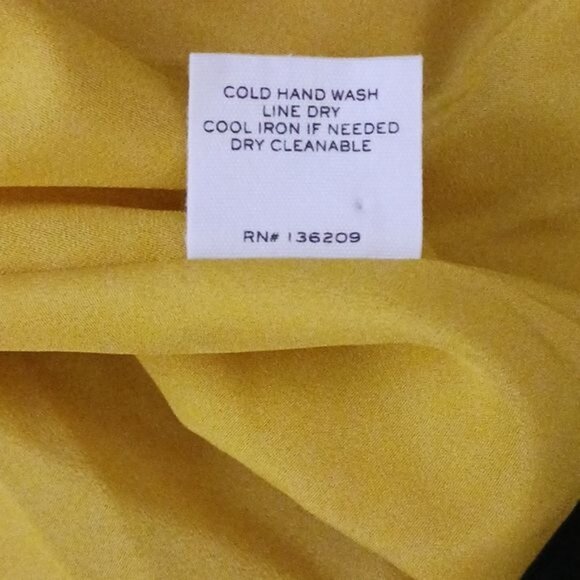 COLD HAND WASH
LINE DRY
COOL IRON IF NEEDED
DRY CLEANABLE
RN# 136209